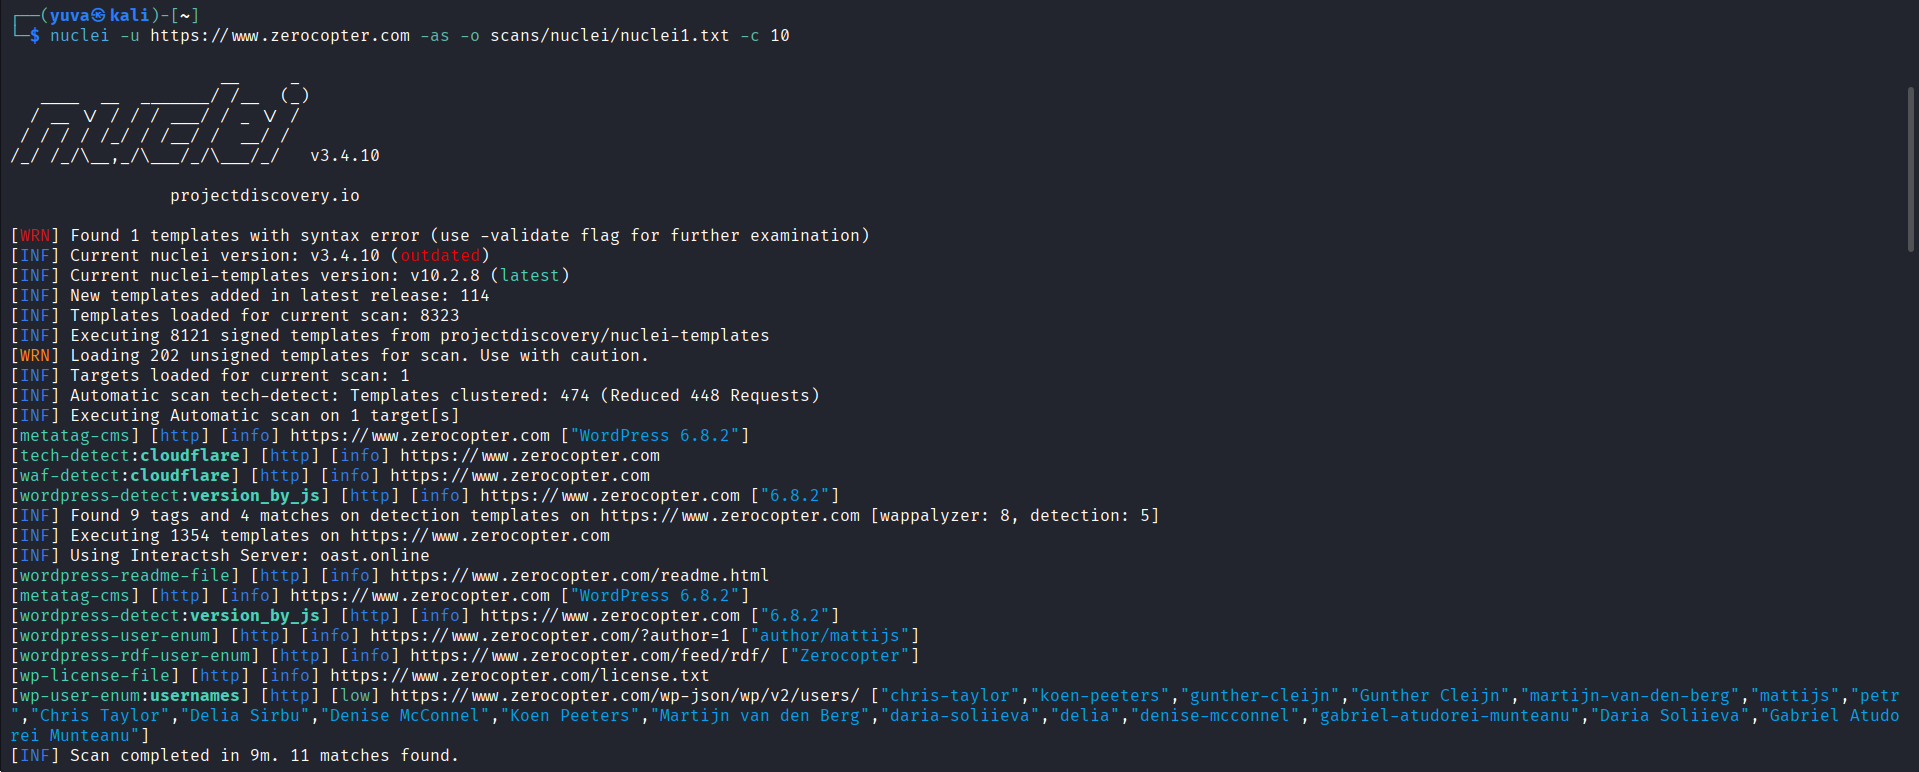 ┌──(yuva㉿kali)-[~]
└─$ nuclei -u https://www.zerocopter.com -as -o scans/nuclei/nuclei1.txt -c 10
                     __     _
   ____  __  _______/ /__  (_)
  / __ \/ / / / ___/ / _ \/ /
 / / / / /_/ / /__/ /  __/ /
/_/ /_/\__,_/\___/_/\___/_/   v3.4.10
projectdiscovery.io
[WRN] Found 1 templates with syntax error (use -validate flag for further examination)
[INF] Current nuclei version: v3.4.10 (outdated)
[INF] Current nuclei-templates version: v10.2.8 (latest)
[INF] New templates added in latest release: 114
[INF] Templates loaded for current scan: 8323
[INF] Executing 8121 signed templates from projectdiscovery/nuclei-templates
[WRN] Loading 202 unsigned templates for scan. Use with caution.
[INF] Targets loaded for current scan: 1
[INF] Automatic scan tech-detect: Templates clustered: 474 (Reduced 448 Requests)
[INF] Executing Automatic scan on 1 target[s]
[metatag-cms] [http] [info] https://www.zerocopter.com ["WordPress 6.8.2"]
[tech-detect:cloudflare] [http] [info] https://www.zerocopter.com
[waf-detect:cloudflare] [http] [info] https://www.zerocopter.com
[wordpress-detect:version_by_js] [http] [info] https://www.zerocopter.com ["6.8.2"]
[INF] Found 9 tags and 4 matches on detection templates on https://www.zerocopter.com [wappalyzer: 8, detection: 5]
[INF] Executing 1354 templates on https://www.zerocopter.com
[INF] Using Interactsh Server: oast.online
[wordpress-readme-file] [http] [info] https://www.zerocopter.com/readme.html
[metatag-cms] [http] [info] https://www.zerocopter.com ["WordPress 6.8.2"]
[wordpress-detect:version_by_js] [http] [info] https://www.zerocopter.com ["6.8.2"]
[wordpress-user-enum] [http] [info] https://www.zerocopter.com/?author=1 ["author/mattijs"]
[wordpress-rdf-user-enum] [http] [info] https://www.zerocopter.com/feed/rdf/ ["Zerocopter"]
[wp-license-file] [http] [info] https://www.zerocopter.com/license.txt
[wp-user-enum:usernames] [http] [low] https://www.zerocopter.com/wp-json/wp/v2/users/ ["chris-taylor","koen-peeters","gunther-cleijn","Gunther Cleijn","martijn-van-den-berg","mattijs","petr
","Chris Taylor","Delia Sirbu","Denise McConnel","Koen Peeters","Martijn van den Berg","daria-soliieva","delia","denise-mcconnel","gabriel-atudorei-munteanu","Daria Soliieva","Gabriel Atudo
rei Munteanu"]
[INF] Scan completed in 9m. 11 matches found.